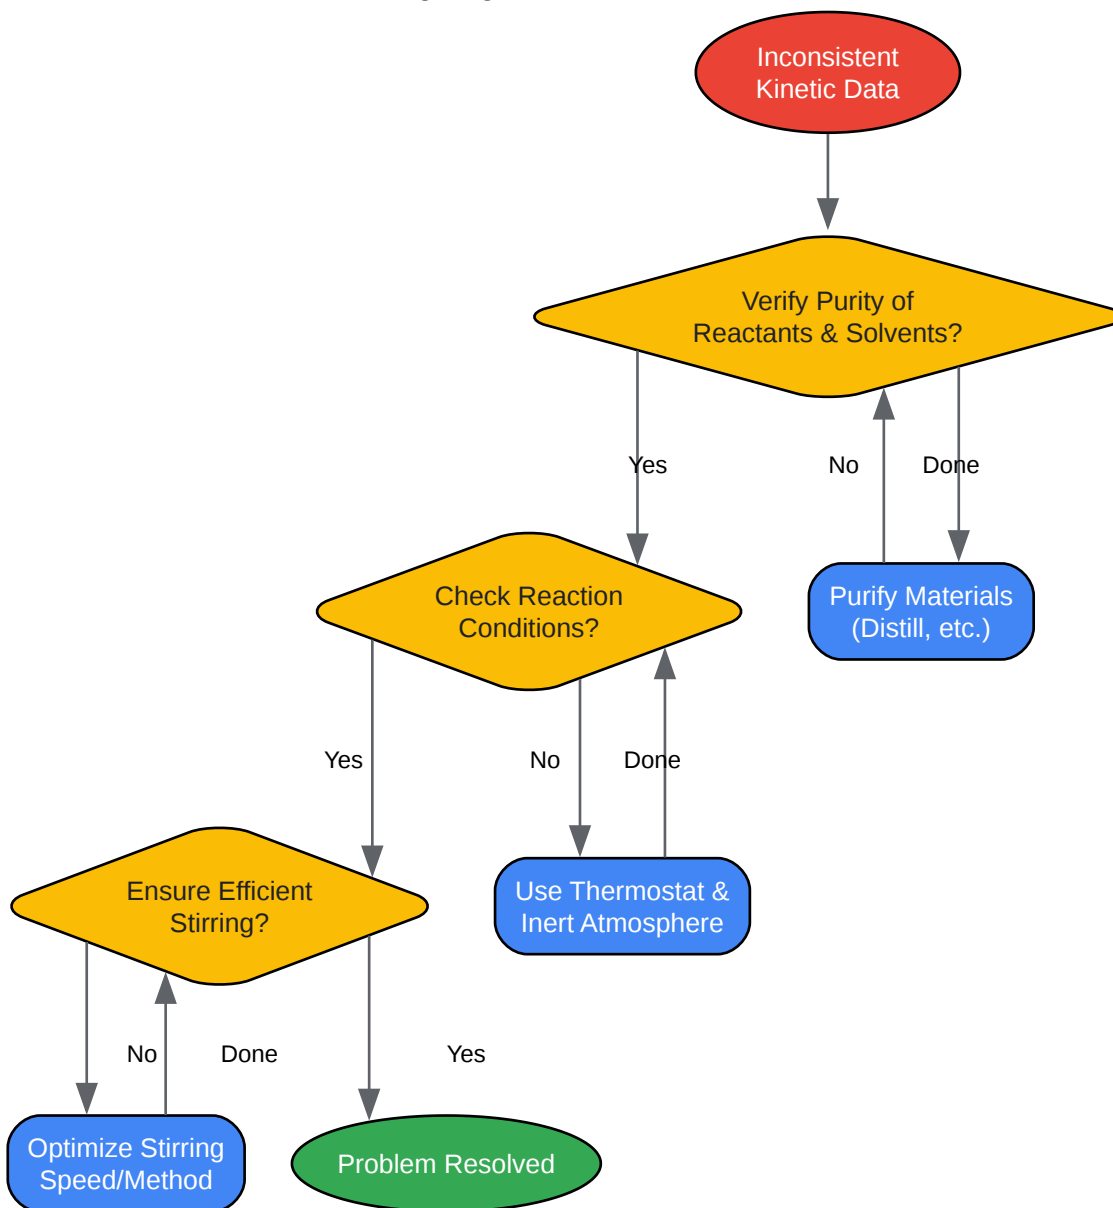 Inconsistent
Kinetic Data
Verify Purity of
Reactants & Solvents?
Yes
No
Done
Check Reaction
Conditions?
Purify Materials
(Distill, etc.)
Yes
No
Done
Ensure Efficient
Stirring?
Use Thermostat &
Inert Atmosphere
No
Done
Yes
Optimize Stirring
Speed/Method
Problem Resolved